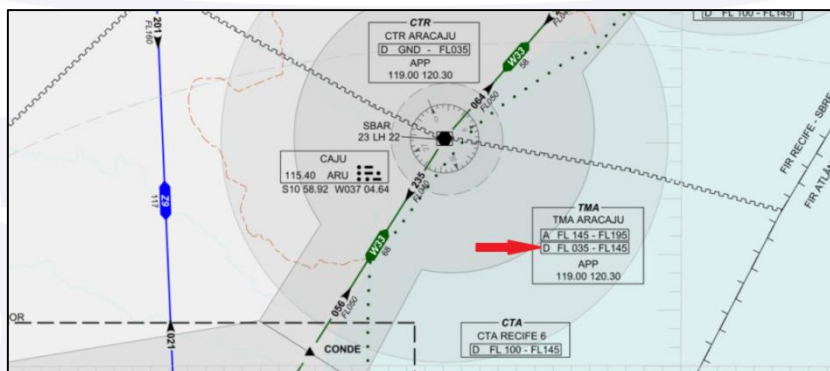 201
FL160
CTR
CTR ARACAJU
D GND - FL035
APP
119.00 120.30
D FL 100 - FL145
W33
58
064
FL050
SBAR
23 LH 22
CAJU
115.40 ARU
S10 58.92 W037 04.64
235
FL040
Z9
117
W33
68
TMA
TMA ARACAJU
A FL 145 - FL195
D FL 035 - FL145
APP
119.00 120.30
FIR RECIFE - SBRE
FIR ATLÂN
056
FL050
OR
021
CONDE
CTA
CTA RECIFE 6
D FL 100 - FL145